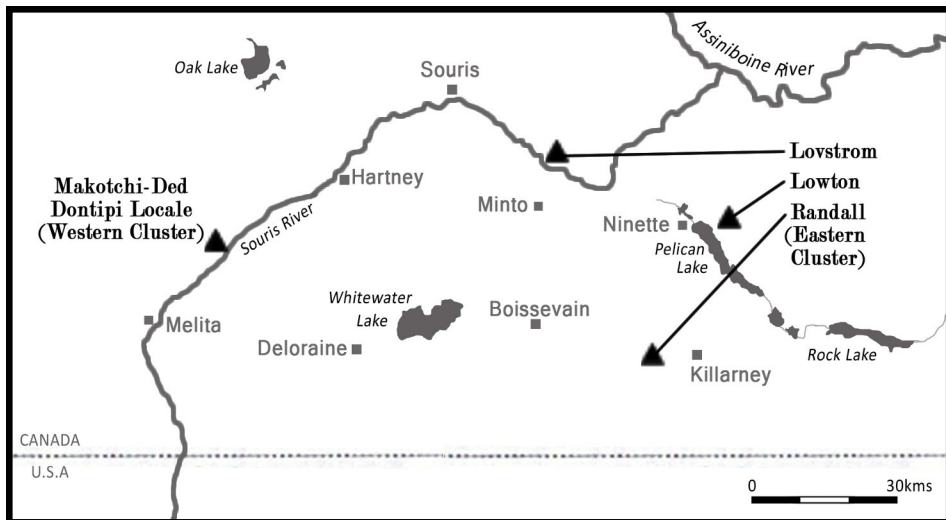 Assiniboine River
Oak Lake
Souris
Lovstrom
Makotchi-Ded
Dontipi Locale
(Western Cluster)
Hartney
Lowton
Minto
Randall
(Eastern
Cluster)
Souris River
Ninette
Pelican
Lake
Whitewater
Lake
Boissevain
Melita
Deloraine
Rock Lake
Killarney
CANADA
U.S.A
0 30kms